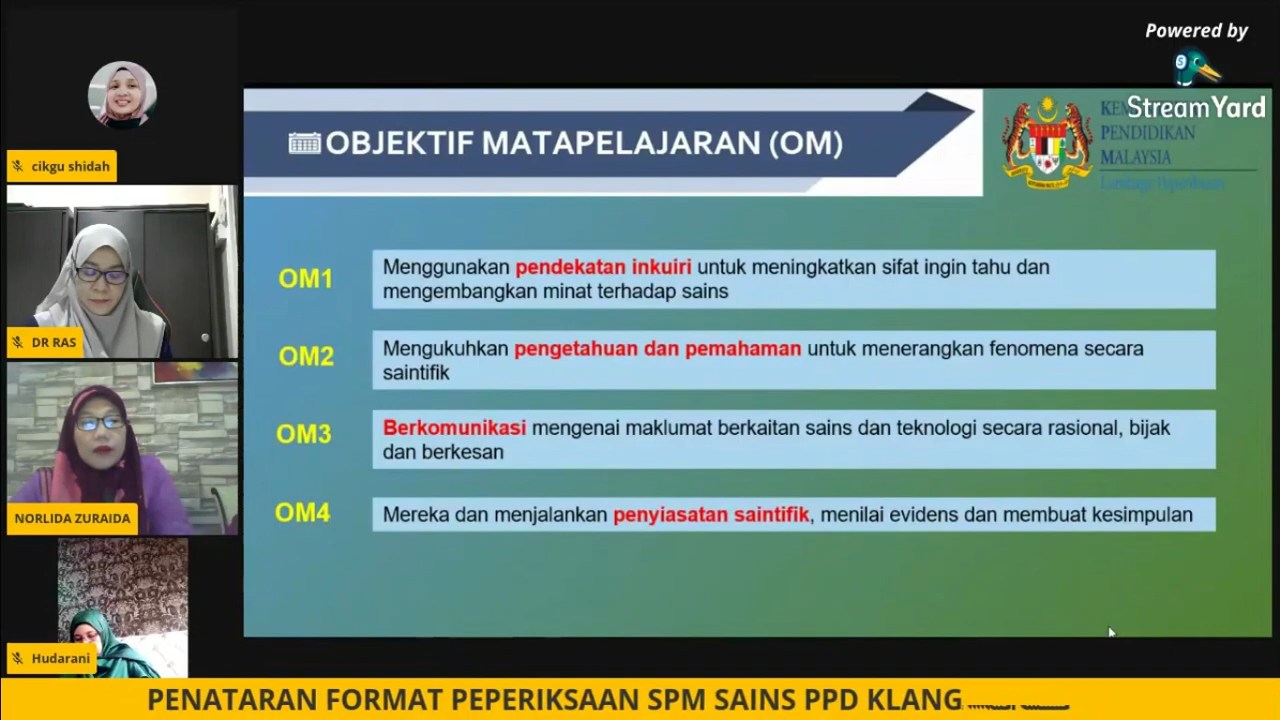 Powered by
StreamYard
cikgu shidah
DR RAS
NORLIDA ZURAIDA
Hudarani
OBJEKTIF MATAPELAJARAN (OM)
PENDIDIKAN
MALAYSIA
OM1
Menggunakan pendekatan inkuiri untuk meningkatkan sifat ingin tahu dan
mengembangkan minat terhadap sains
OM2
Mengukuhkan pengetahuan dan pemahaman untuk menerangkan fenomena secara
saintifik
OM3
Berkomunikasi mengenai maklumat berkaitan sains dan teknologi secara rasional, bijak
dan berkesan
OM4
Mereka dan menjalankan penyiasatan saintifik, menilai evidens dan membuat kesimpulan
PENATARAN FORMAT PEPERIKSAAN SPM SAINS PPD KLANG